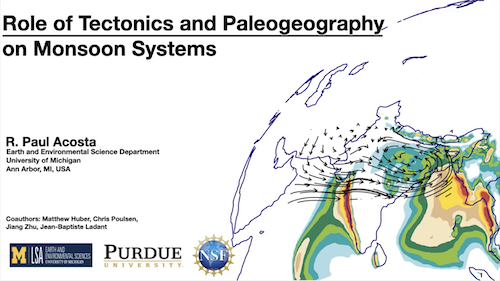 Role of Tectonics and Paleogeography
on Monsoon Systems
R. Paul Acosta
Earth and Environmental Science Department
University of Michigan
Ann Arbor, MI, USA
Coauthors: Matthew Huber, Chris Poulsen,
Jiang Zhu, Jean-Baptiste Ladant
M LSA EARTH AND
ENVIRONMENTAL SCIENCES
UNIVERSITY OF MICHIGAN
PURDUE
UNIVERSITY.
NSF